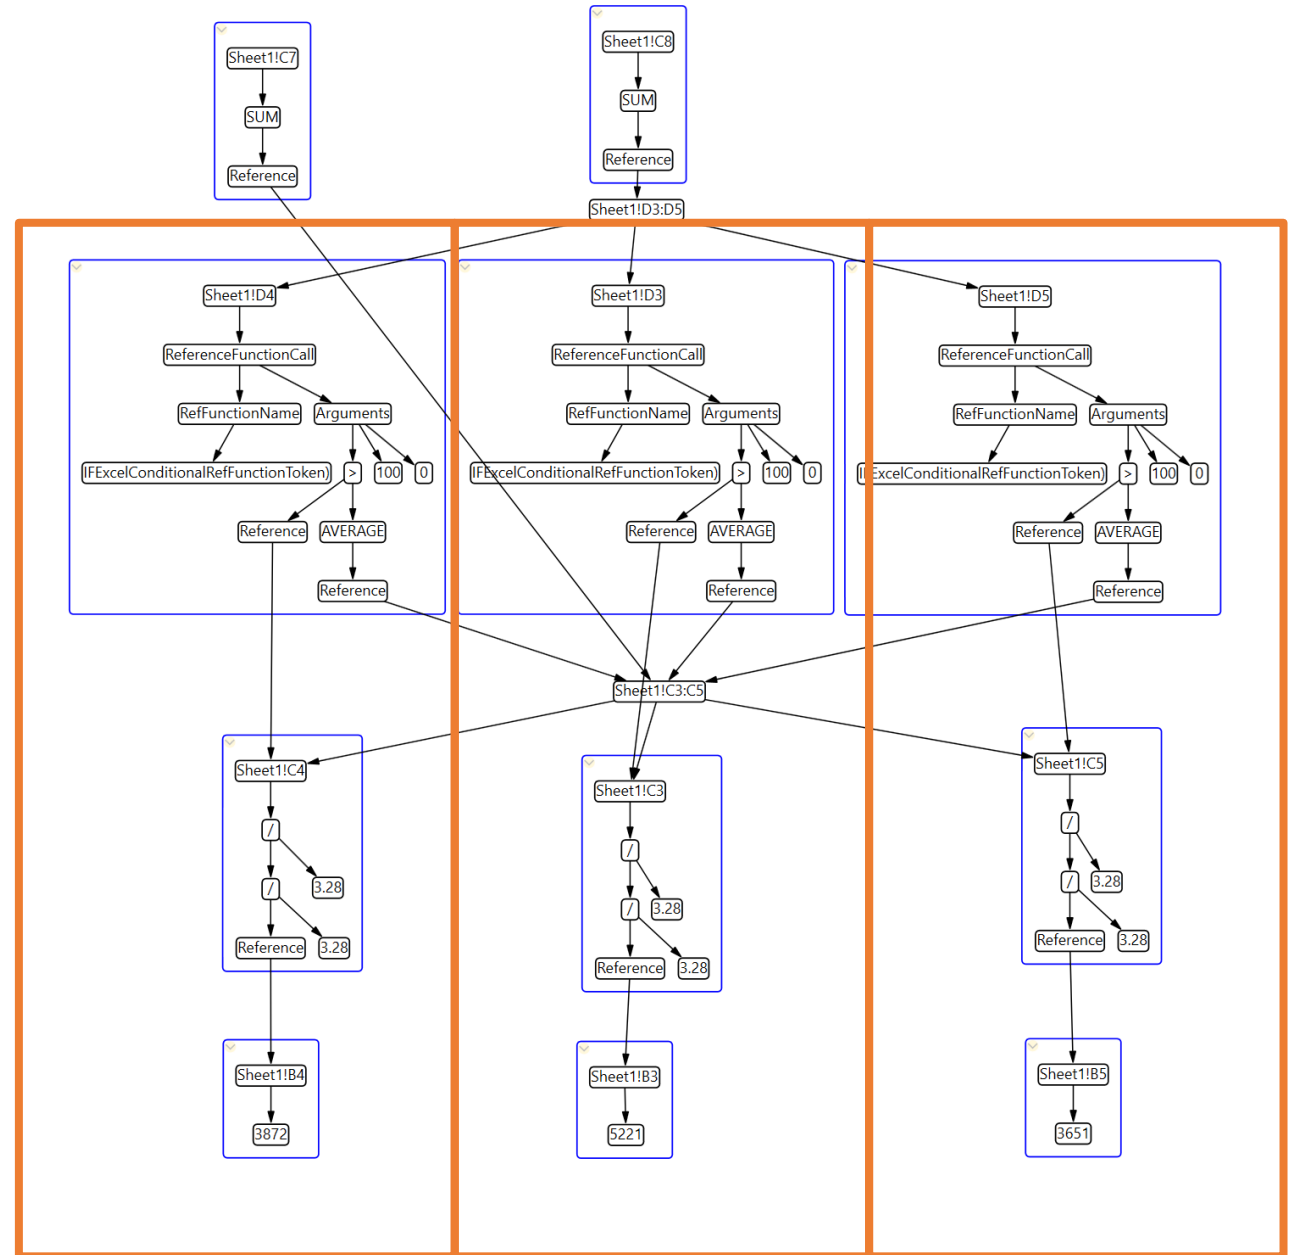 Sheet1!C7
SUM
Reference
Sheet1!C8
SUM
Reference
Sheet1!D3:D5
Sheet1!D4
ReferenceFunctionCall
RefFunctionName Arguments
IFExcelConditionalRefFunctionToken) > 100 0
Reference AVERAGE
Reference
Sheet1!D3
ReferenceFunctionCall
RefFunctionName Arguments
IFExcelConditionalRefFunctionToken) > 100 0
Reference AVERAGE
Reference
Sheet1!D5
ReferenceFunctionCall
RefFunctionName Arguments
IFExcelConditionalRefFunctionToken) > 100 0
Reference AVERAGE
Reference
Sheet1!C3:C5
Sheet1!C4
/
/ 3.28
Reference 3.28
Sheet1!C3
/
/ 3.28
Reference 3.28
Sheet1!C5
/
/ 3.28
Reference 3.28
Sheet1!B4
3872
Sheet1!B3
5221
Sheet1!B5
3651